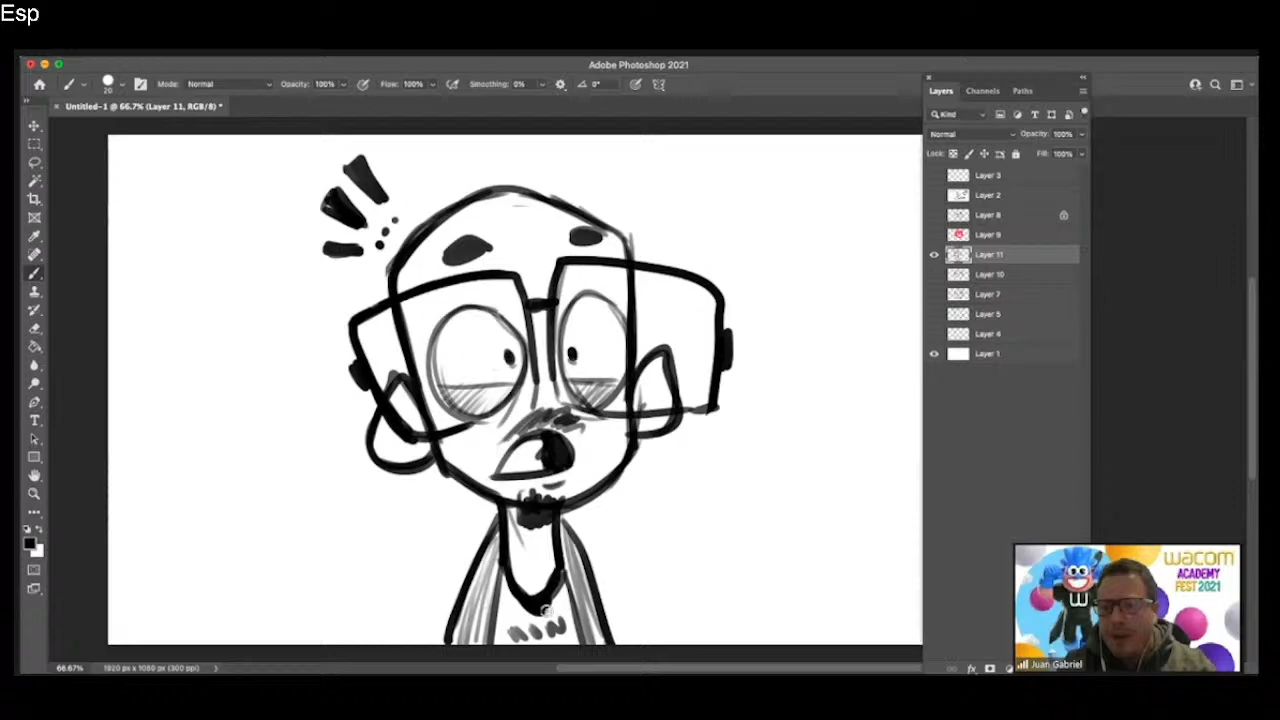 Esp
Adobe Photoshop 2021
20
Mode: Normal
Opacity: 100%
Flow: 100%
Smoothing: 0%
0°
Untitled-1 @ 66.7% (Layer 11, RGB/8) *
Layers Channels Paths
Kind
Normal
Opacity: 100%
Lock:
Fill: 100%
Layer 3
Layer 2
Layer 8
Layer 9
Layer 11
Layer 10
Layer 7
Layer 5
Layer 4
Layer 1
wacom
ACADEMY
FEST 2021
W
Juan Gabriel
66.67% 1920 px x 1080 px (300 ppi)
fx